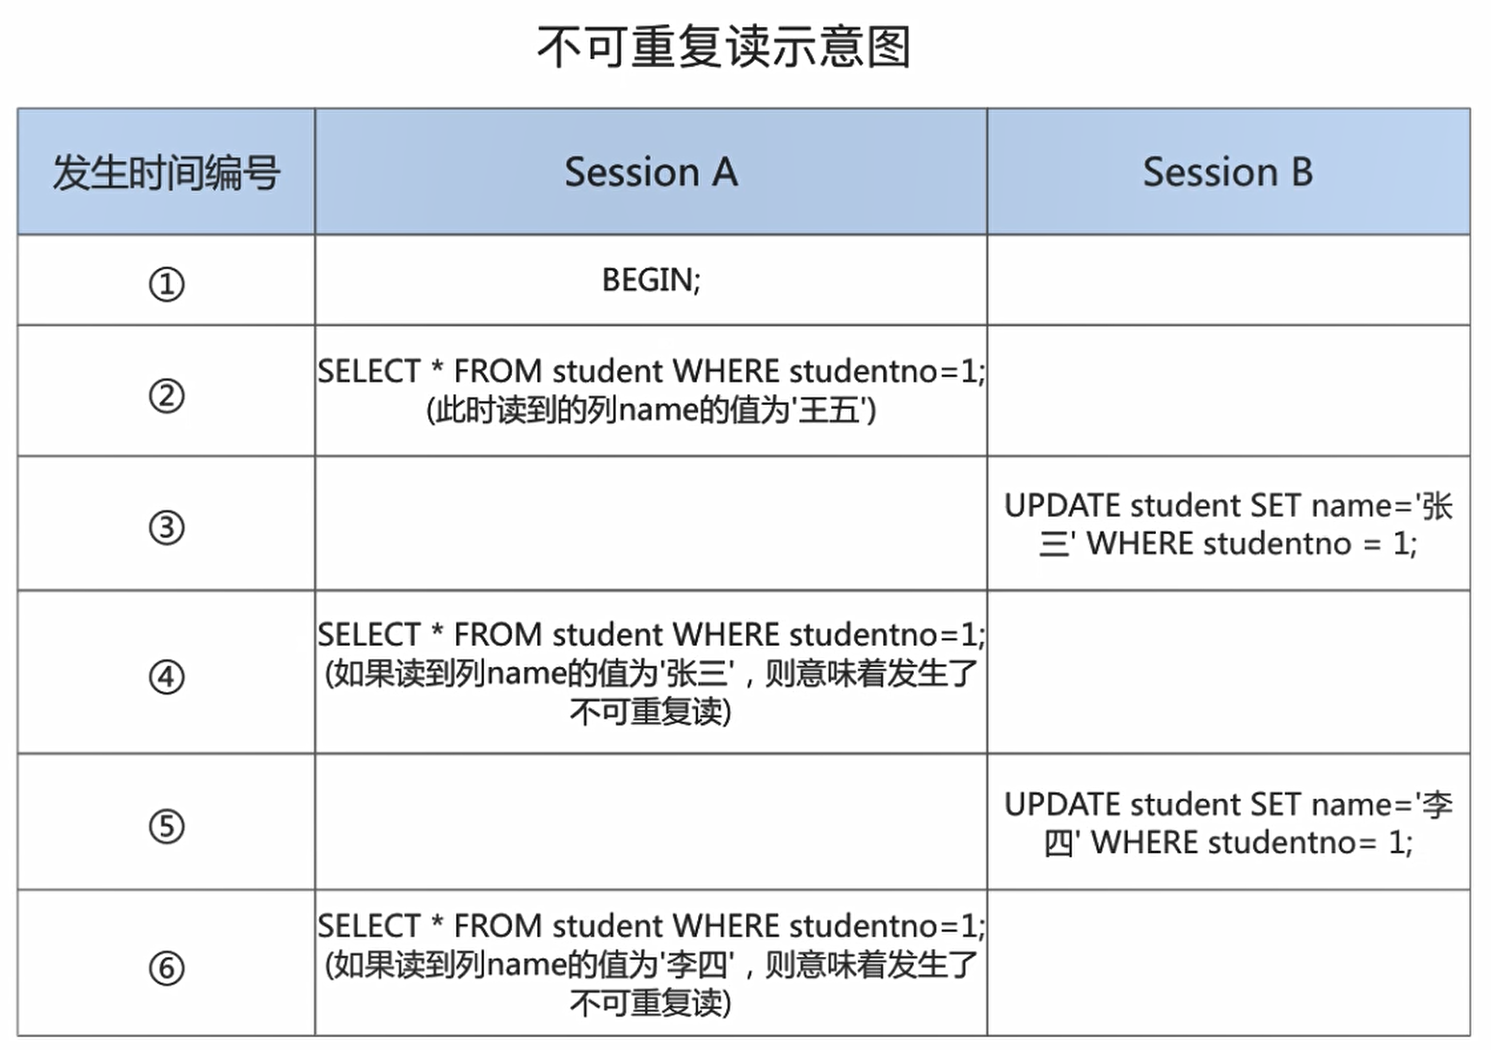 不可重复读示意图
发生时间编号
Session A
Session B
①
BEGIN;
②
SELECT * FROM student WHERE studentno=1;
(此时读到的列name的值为'王五')
③
UPDATE student SET name='张
三' WHERE studentno = 1;
④
SELECT * FROM student WHERE studentno=1;
(如果读到列name的值为'张三'，则意味着发生了
不可重复读)
⑤
UPDATE student SET name='李
四' WHERE studentno= 1;
⑥
SELECT * FROM student WHERE studentno=1;
(如果读到列name的值为'李四'，则意味着发生了
不可重复读)